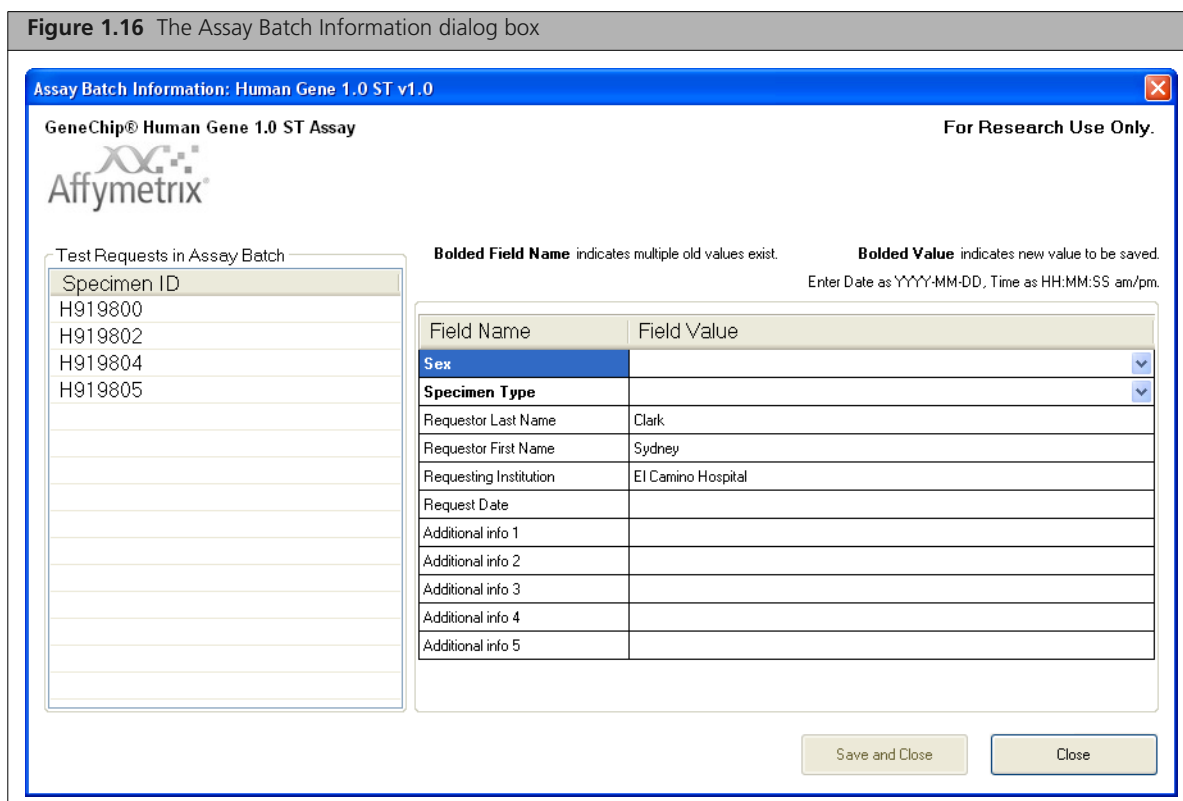 Figure 1.16 The Assay Batch Information dialog box
Assay Batch Information: Human Gene 1.0 ST v1.0
GeneChip® Human Gene 1.0 ST Assay
For Research Use Only.
Affymetrix®
Test Requests in Assay Batch
Bolded Field Name indicates multiple old values exist.
Bolded Value indicates new value to be saved.
Enter Date as YYYY-MM-DD, Time as HH:MM:SS am/pm.
Specimen ID
H919800
H919802
H919804
H919805
Field Name Field Value
Sex
Specimen Type
Requestor Last Name Clark
Requestor First Name Sydney
Requesting Institution El Camino Hospital
Request Date
Additional info 1
Additional info 2
Additional info 3
Additional info 4
Additional info 5
Save and Close
Close